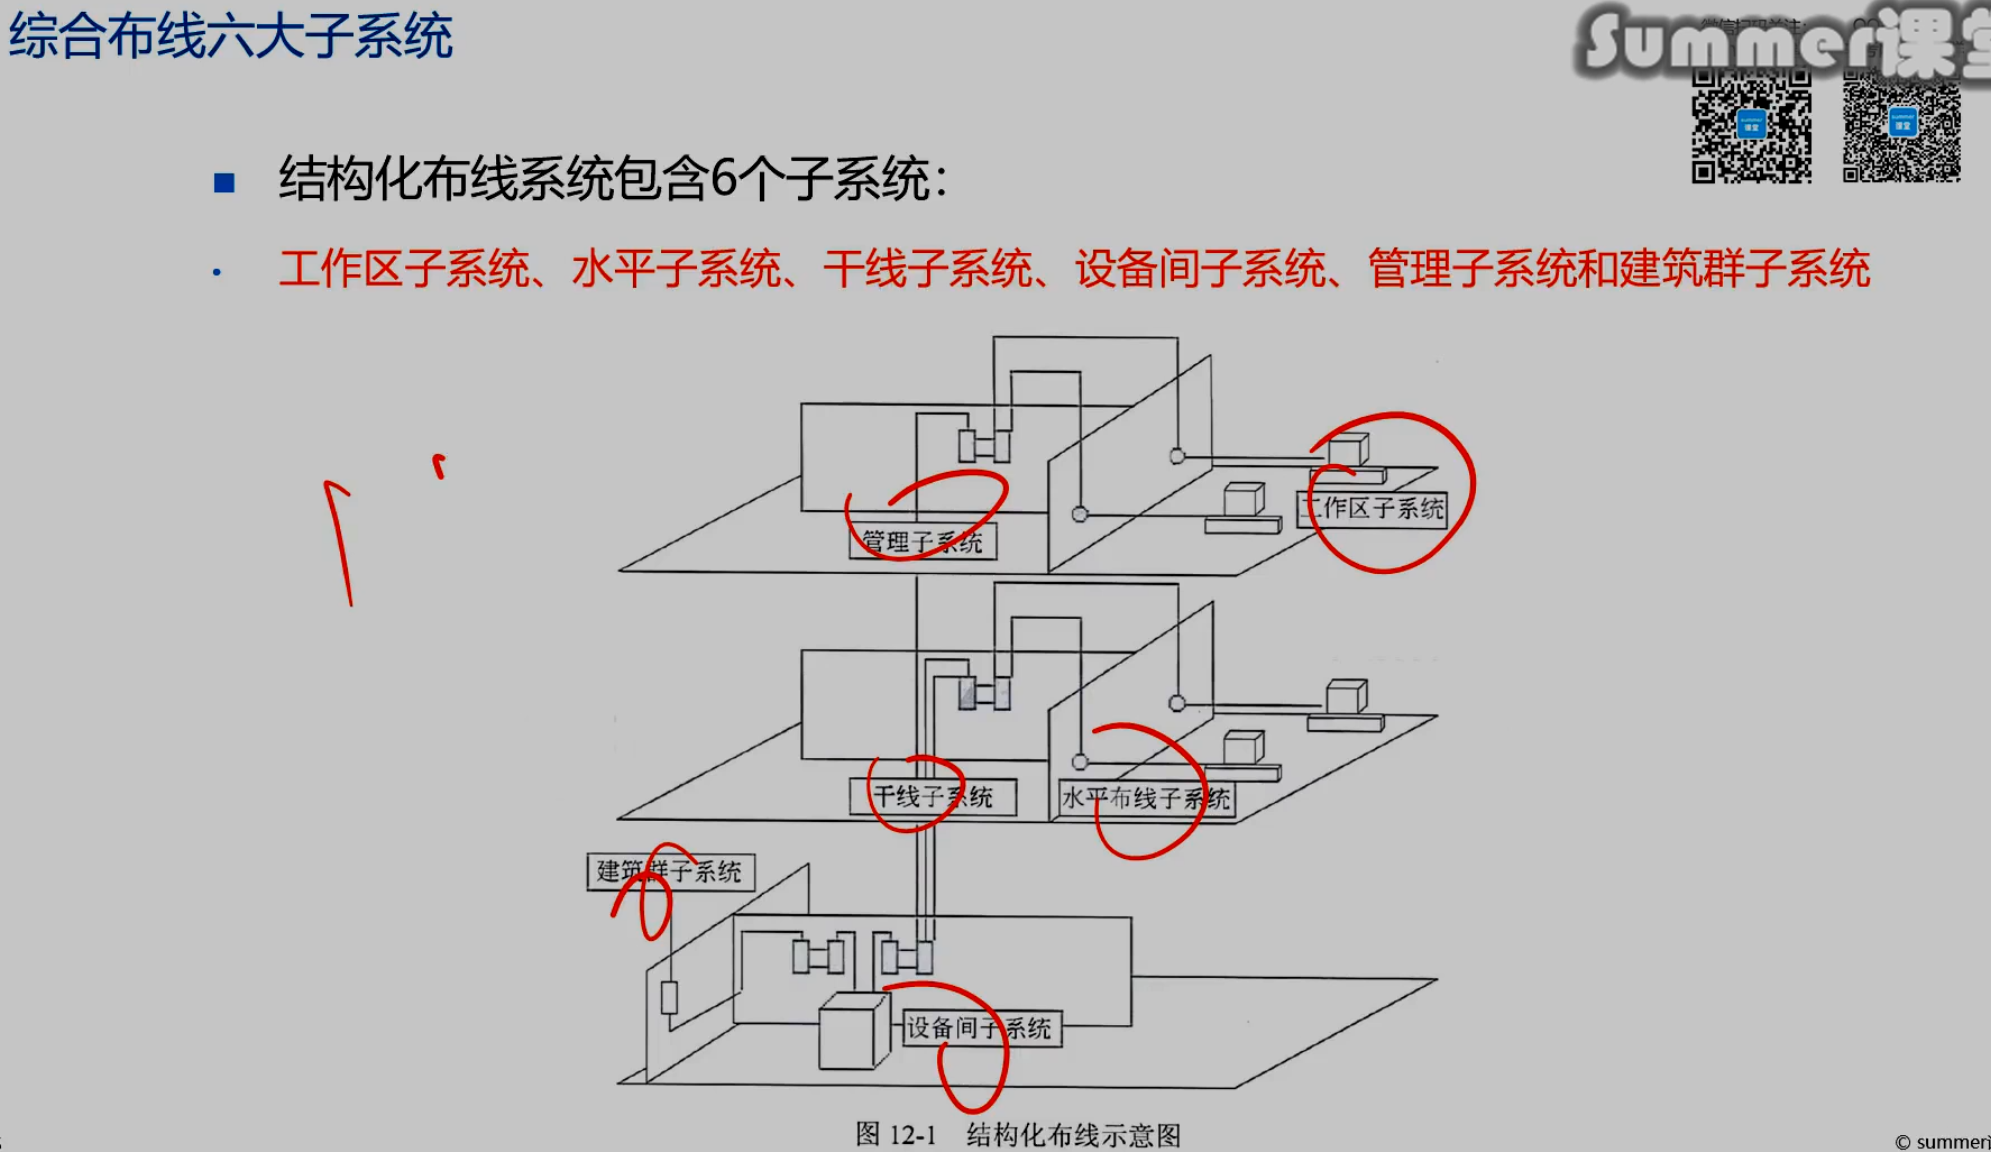 综合布线六大子系统
Summer课堂
结构化布线系统包含6个子系统：
工作区子系统、水平子系统、干线子系统、设备间子系统、管理子系统和建筑群子系统
工作区子系统
管理子系统
干线子系统
水平布线子系统
建筑群子系统
设备间子系统
图 12-1 结构化布线示意图
© summer